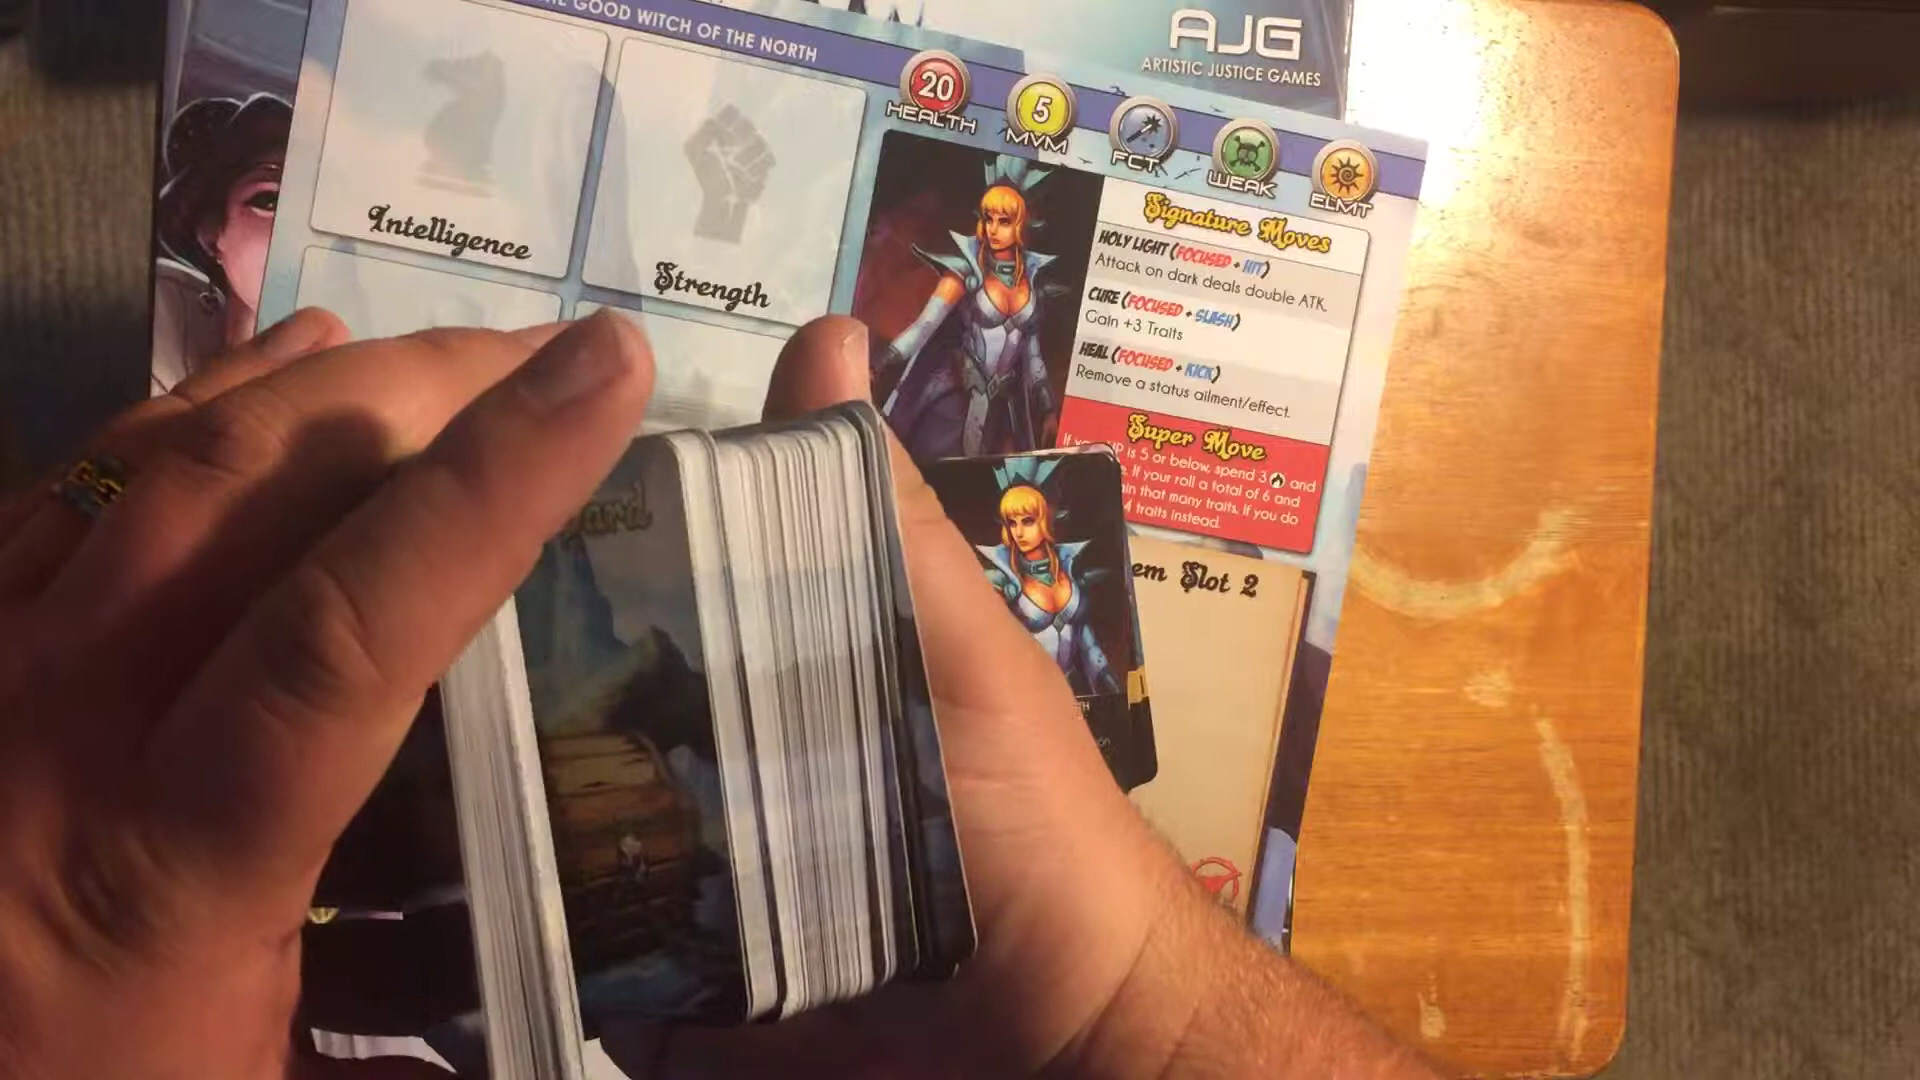 AJG
ARTISTIC JUSTICE GAMES
GOOD WITCH OF THE NORTH
20
HEALTH
5
MVM
FCT
WEAK
ELMT
Intelligence
Strength
Signature Moves
HOLY LIGHT (FOCUSED + HIT)
Attack on dark deals double ATK.
CURE (FOCUSED + SLASH)
Gain +3 Traits
HEAL (FOCUSED + KICK)
Remove a status ailment/effect.
Super Move
is 5 or below, spend 3 and
If your roll a total of 6 and
that many traits. If you do
4 traits instead.
Slot 2